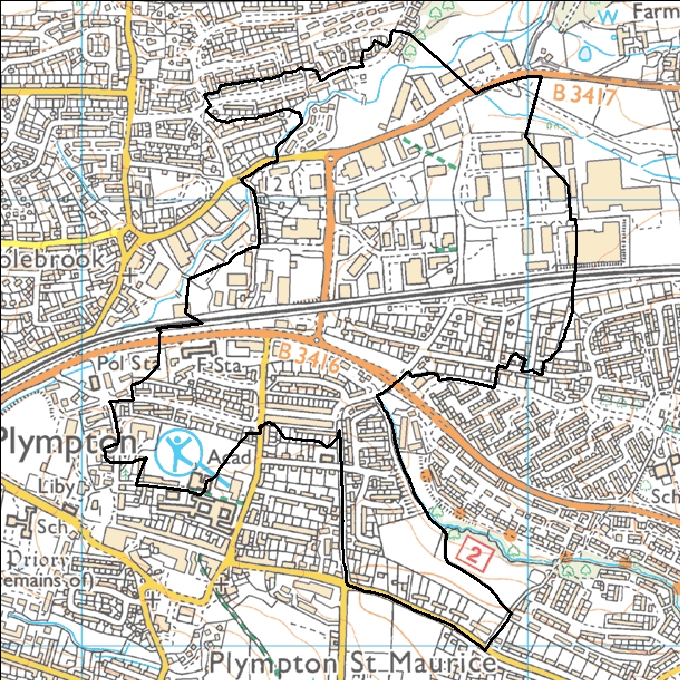 W
Farm
B 3417
12
olebrook
Pol St
F Sta
B 3416
Plympton
Acad
Liby
Sch
Sch
Priory
(remains of)
2
Plympton St Maurice